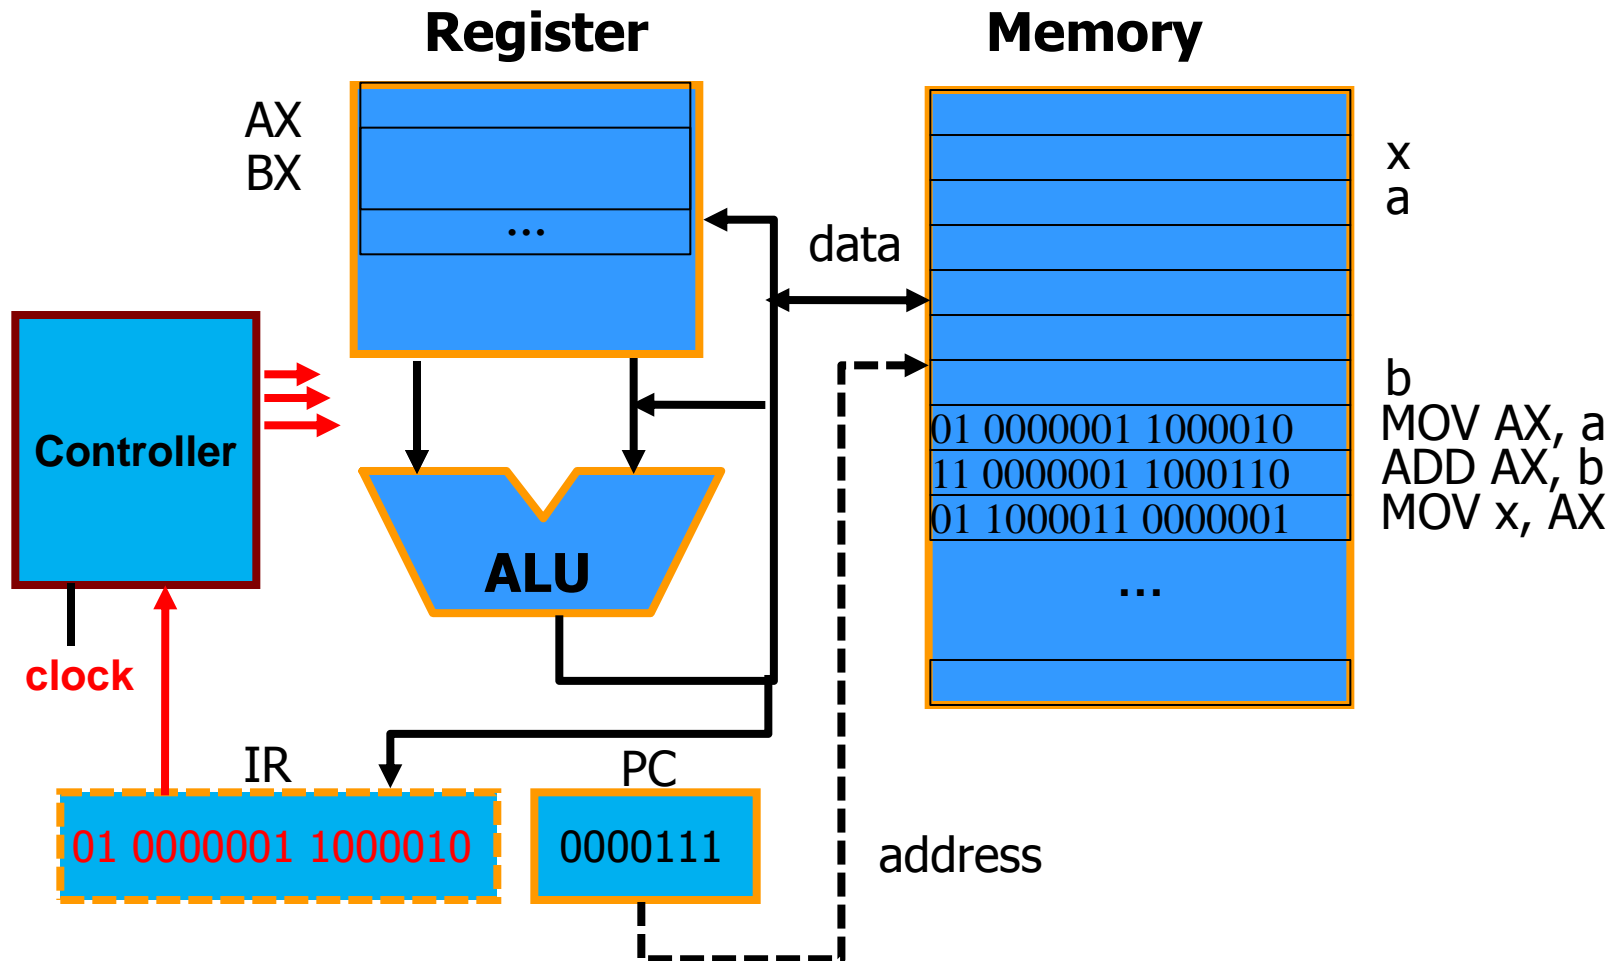 Register
Memory
AX
BX
...
x
a
data
b
Controller
01 0000001 1000010
MOV AX, a
11 0000001 1000110
ADD AX, b
01 1000011 0000001
MOV x, AX
ALU
...
clock
IR
PC
01 0000001 1000010
0000111
address